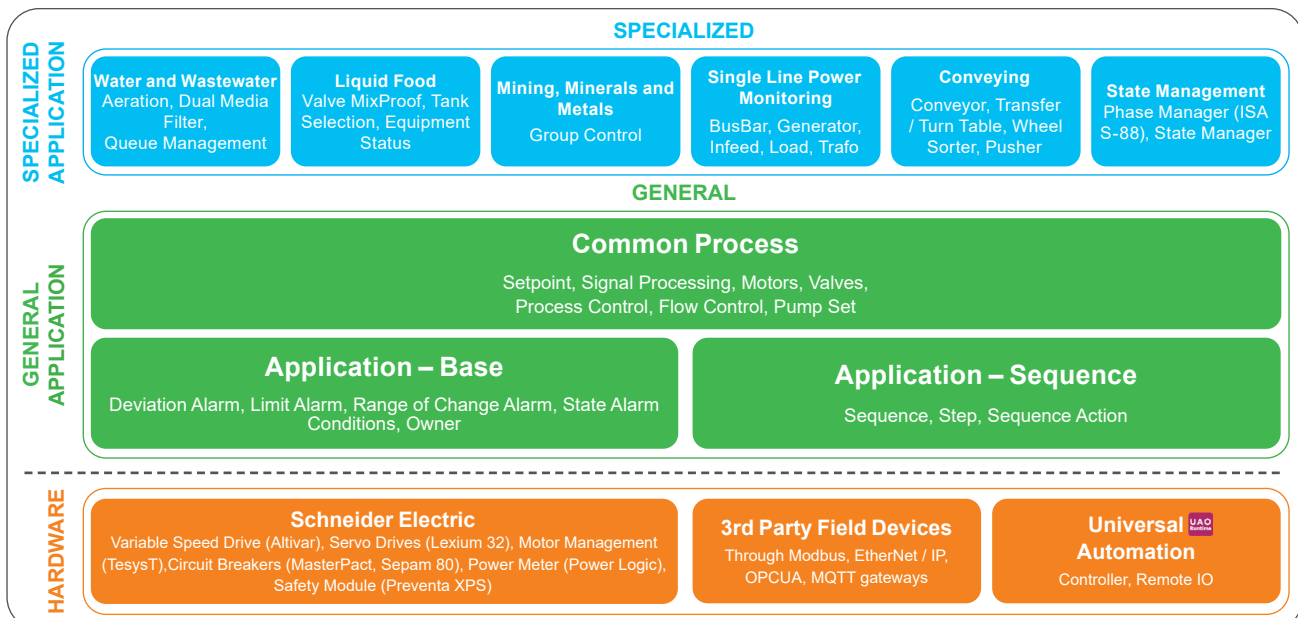 SPECIALIZED
SPECIALIZED
APPLICATION
Water and Wastewater
Aeration, Dual Media
Filter,
Queue Management
Liquid Food
Valve MixProof, Tank
Selection, Equipment
Status
Mining, Minerals and
Metals
Group Control
Single Line Power
Monitoring
BusBar, Generator,
Infeed, Load, Trafo
Conveying
Conveyor, Transfer
/ Turn Table, Wheel
Sorter, Pusher
State Management
Phase Manager (ISA
S-88), State Manager
GENERAL
GENERAL
APPLICATION
Common Process
Setpoint, Signal Processing, Motors, Valves,
Process Control, Flow Control, Pump Set
Application – Base
Deviation Alarm, Limit Alarm, Range of Change Alarm, State Alarm
Conditions, Owner
Application – Sequence
Sequence, Step, Sequence Action
HARDWARE
Schneider Electric
Variable Speed Drive (Altivar), Servo Drives (Lexium 32), Motor Management
(TesysT),Circuit Breakers (MasterPact, Sepam 80), Power Meter (Power Logic),
Safety Module (Preventa XPS)
3rd Party Field Devices
Through Modbus, EtherNet / IP,
OPCUA, MQTT gateways
Universal
UAO
Runtime
Automation
Controller, Remote IO